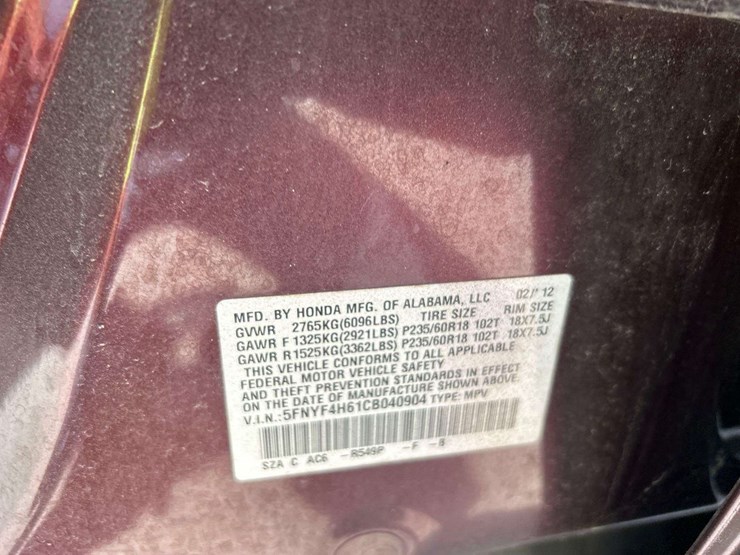 MFD. BY HONDA MFG. OF ALABAMA, LLC 02/'12
GVWR 2765KG(6096LBS) TIRE SIZE RIM SIZE
GAWR F 1325KG(2921LBS) P235/60R18 102T 18X7.5J
GAWR R1525KG(3362LBS) P235/60R18 102T 18X7.5J
THIS VEHICLE CONFORMS TO ALL APPLICABLE
FEDERAL MOTOR VEHICLE SAFETY
AND THEFT PREVENTION STANDARDS IN EFFECT
ON THE DATE OF MANUFACTURE SHOWN ABOVE.
V.I.N.:5FNYF4H61CB040904 TYPE: MPV
SZA C AC6 -R549P -F -B